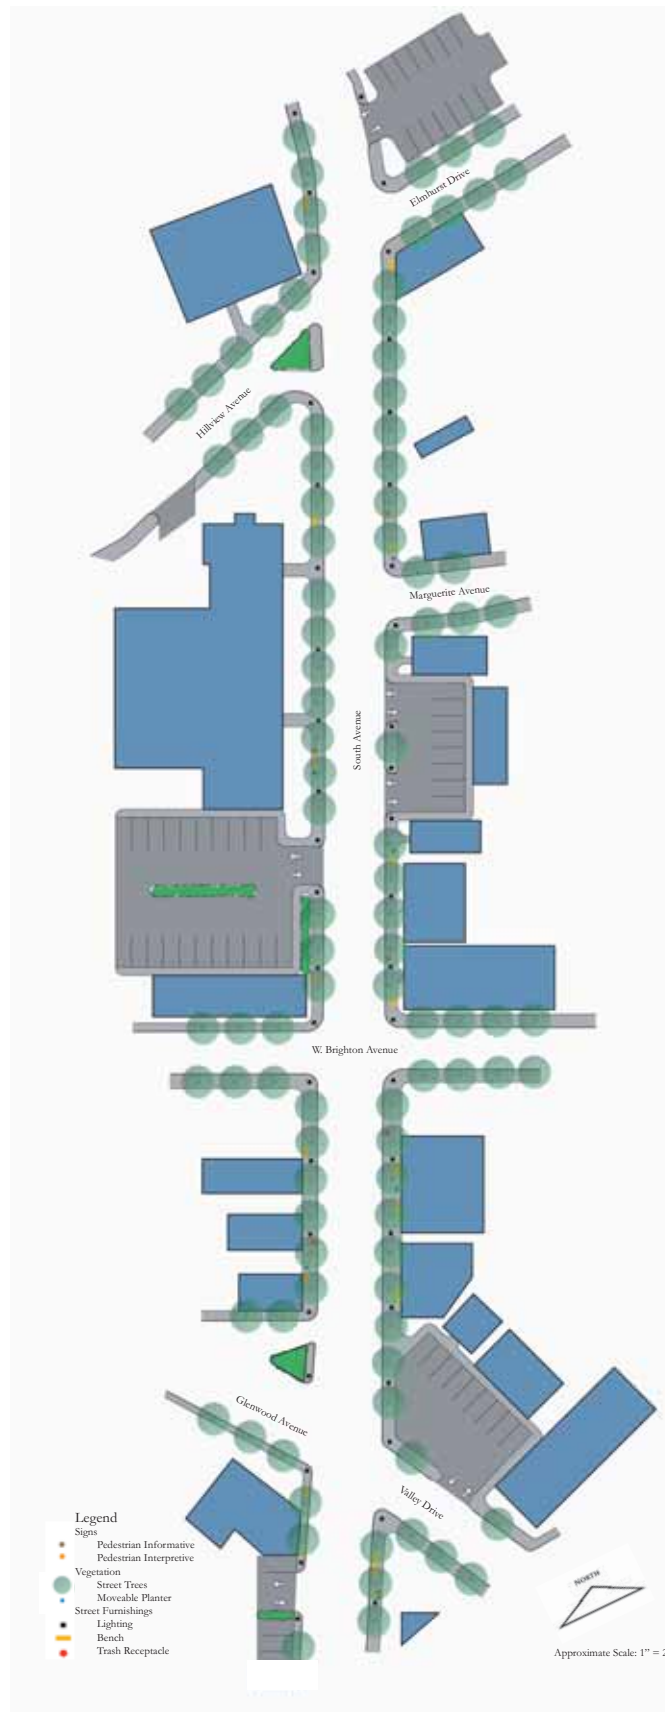 Elmhurst Drive
Hillview Avenue
Marguerite Avenue
South Avenue
W. Brighton Avenue
Glenwood Avenue
Valley Drive
Legend
Signs
Pedestrian Informative
Pedestrian Interpretive
Vegetation
Street Trees
Moveable Planter
Street Furnishings
Lighting
Bench
Trash Receptacle
NORTH
Approximate Scale: 1" = 2